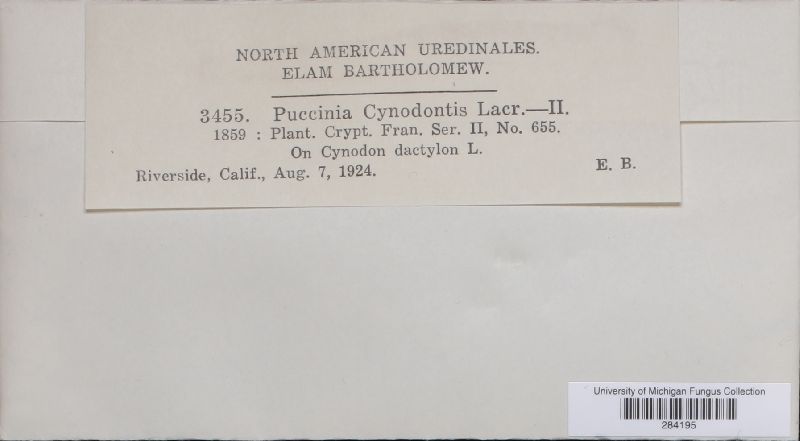 NORTH AMERICAN UREDINALES.
ELAM BARTHOLOMEW.
3455. Puccinia Cynodontis Lacr.—II.
1859 : Plant. Crypt. Fran. Ser. II, No. 655.
On Cynodon dactylon L.
Riverside, Calif., Aug. 7, 1924. E. B.
University of Michigan Fungus Collection
284195